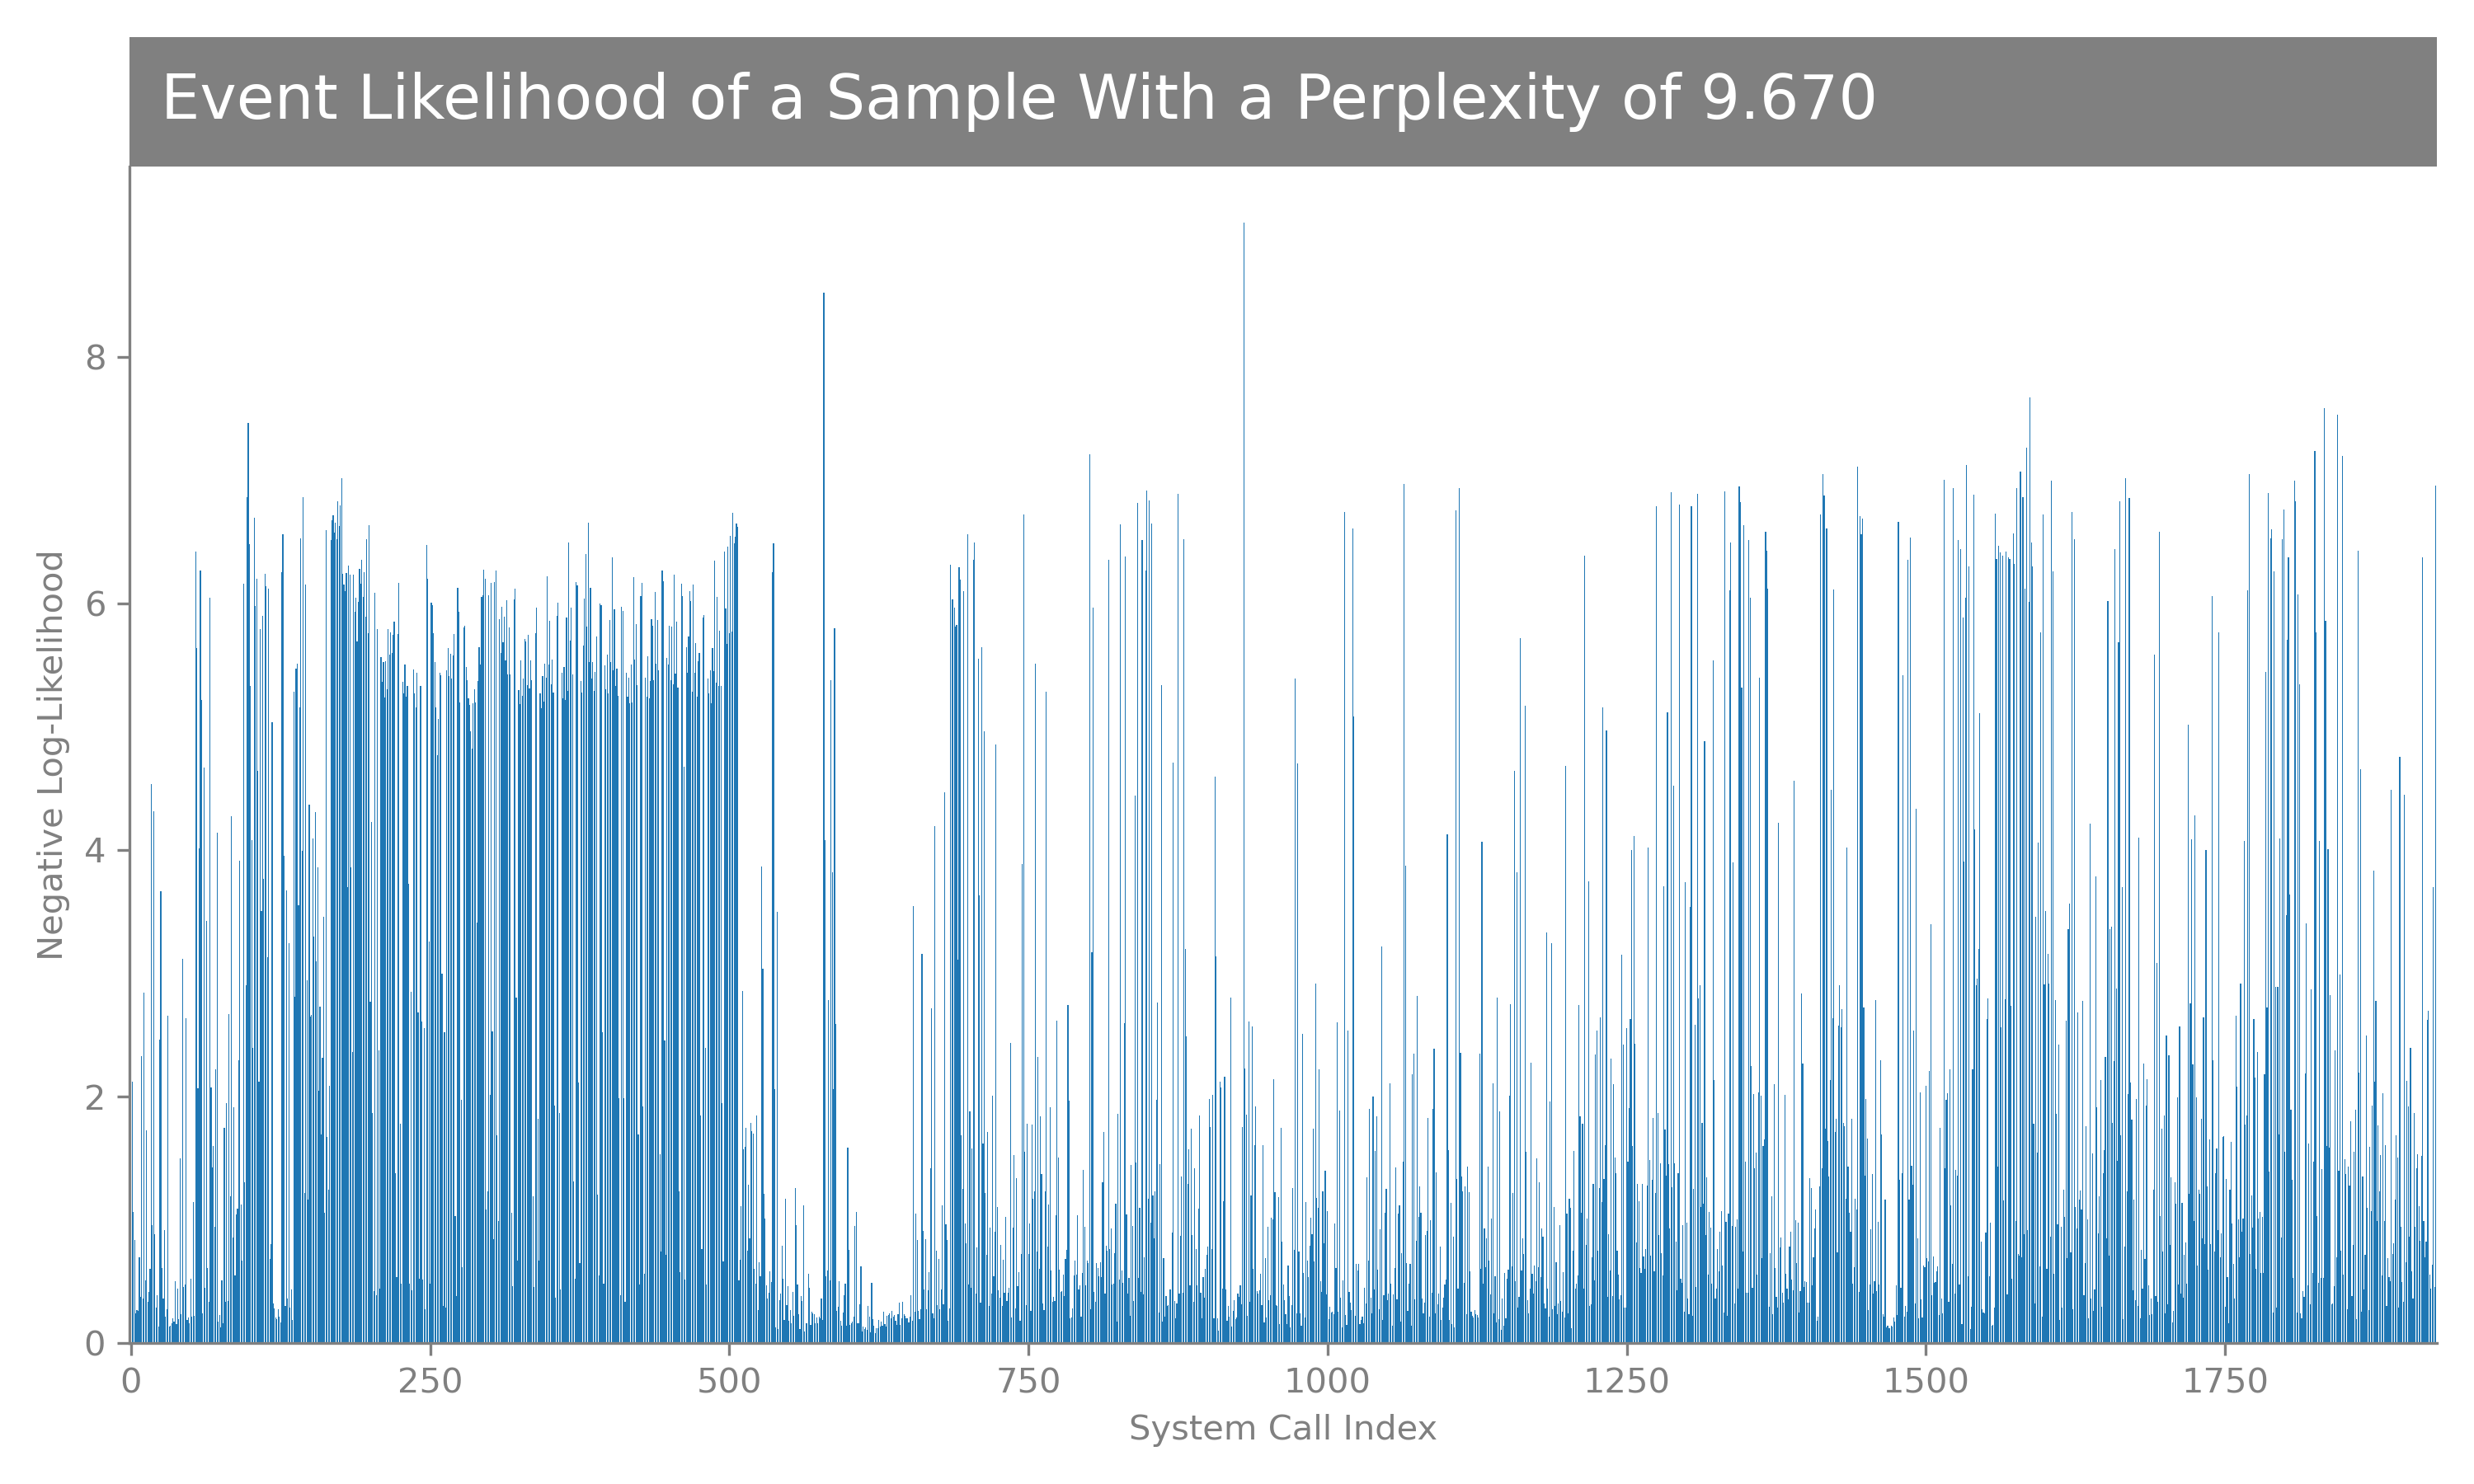 Event Likelihood of a Sample With a Perplexity of 9.670
Negative Log-Likelihood
8
6
4
2
0
0 250 500 750 1000 1250 1500 1750
System Call Index